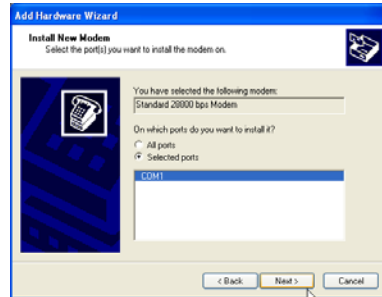 Add Hardware Wizard
Install New Modem
Select the port(s) you want to install the modem on.
You have selected the following modem:
Standard 28800 bps Modem
On which ports do you want to install it?
All ports
Selected ports
COM1
< Back
Next >
Cancel